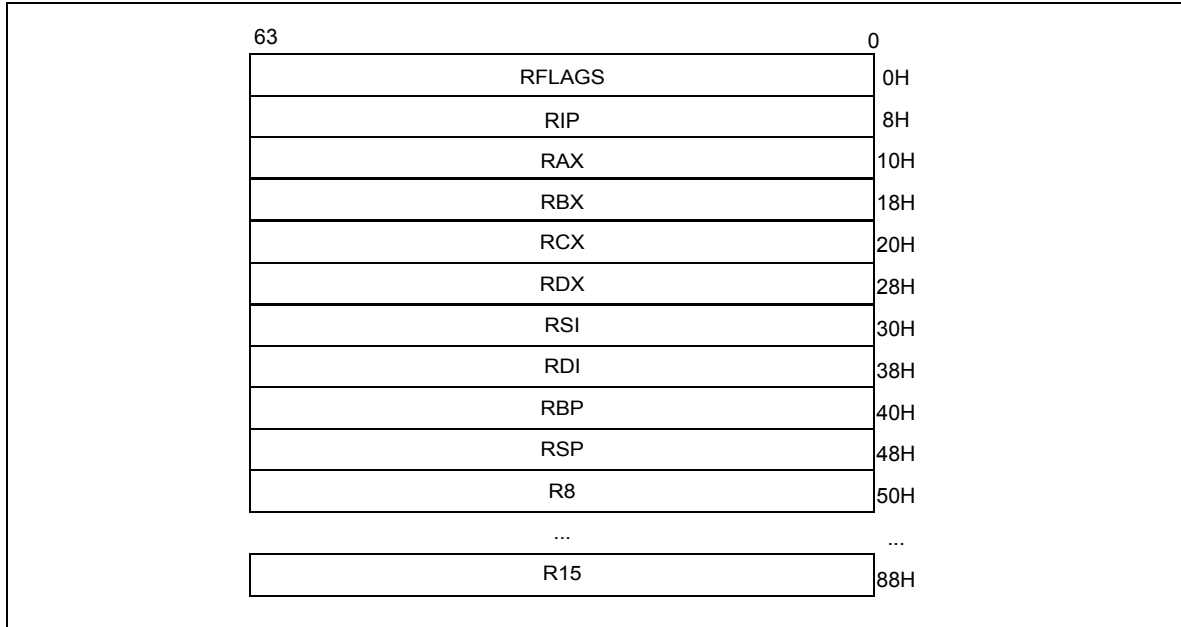 63 0
RFLAGS 0H
RIP 8H
RAX 10H
RBX 18H
RCX 20H
RDX 28H
RSI 30H
RDI 38H
RBP 40H
RSP 48H
R8 50H
... ...
R15 88H